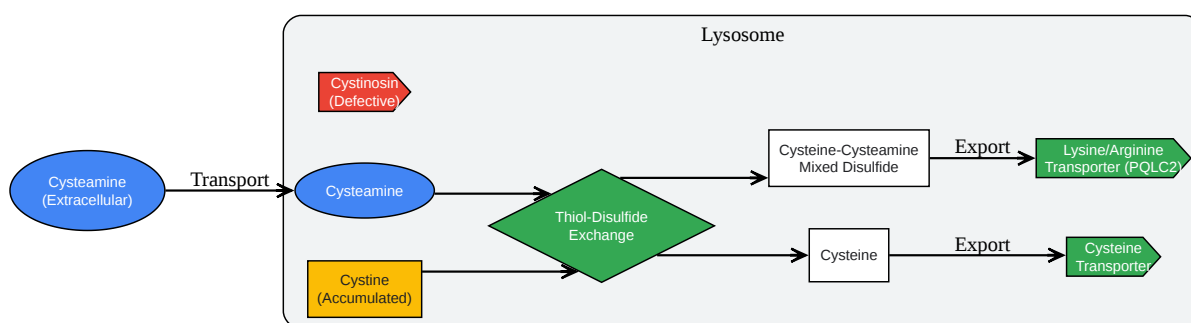 Lysosome
Cystinosin
(Defective)
Cysteamine
(Extracellular)
Transport
Cysteamine
Cystine
(Accumulated)
Thiol-Disulfide
Exchange
Cysteine-Cysteamine
Mixed Disulfide
Export
Lysine/Arginine
Transporter (PQLC2)
Cysteine
Export
Cysteine
Transporter